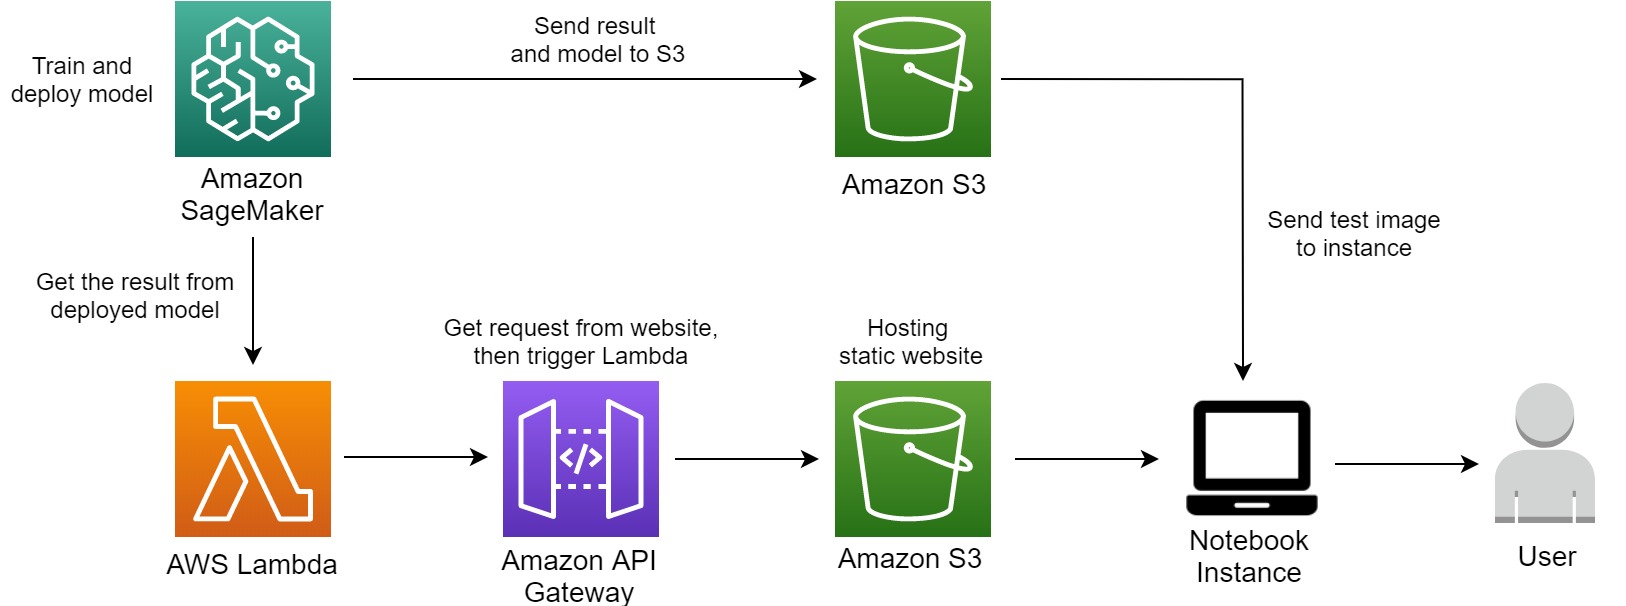 Train and
deploy model
Amazon
SageMaker
Send result
and model to S3
Amazon S3
Send test image
to instance
Get the result from
deployed model
AWS Lambda
Get request from website,
then trigger Lambda
</>
Amazon API
Gateway
Hosting
static website
Amazon S3
Notebook
Instance
User